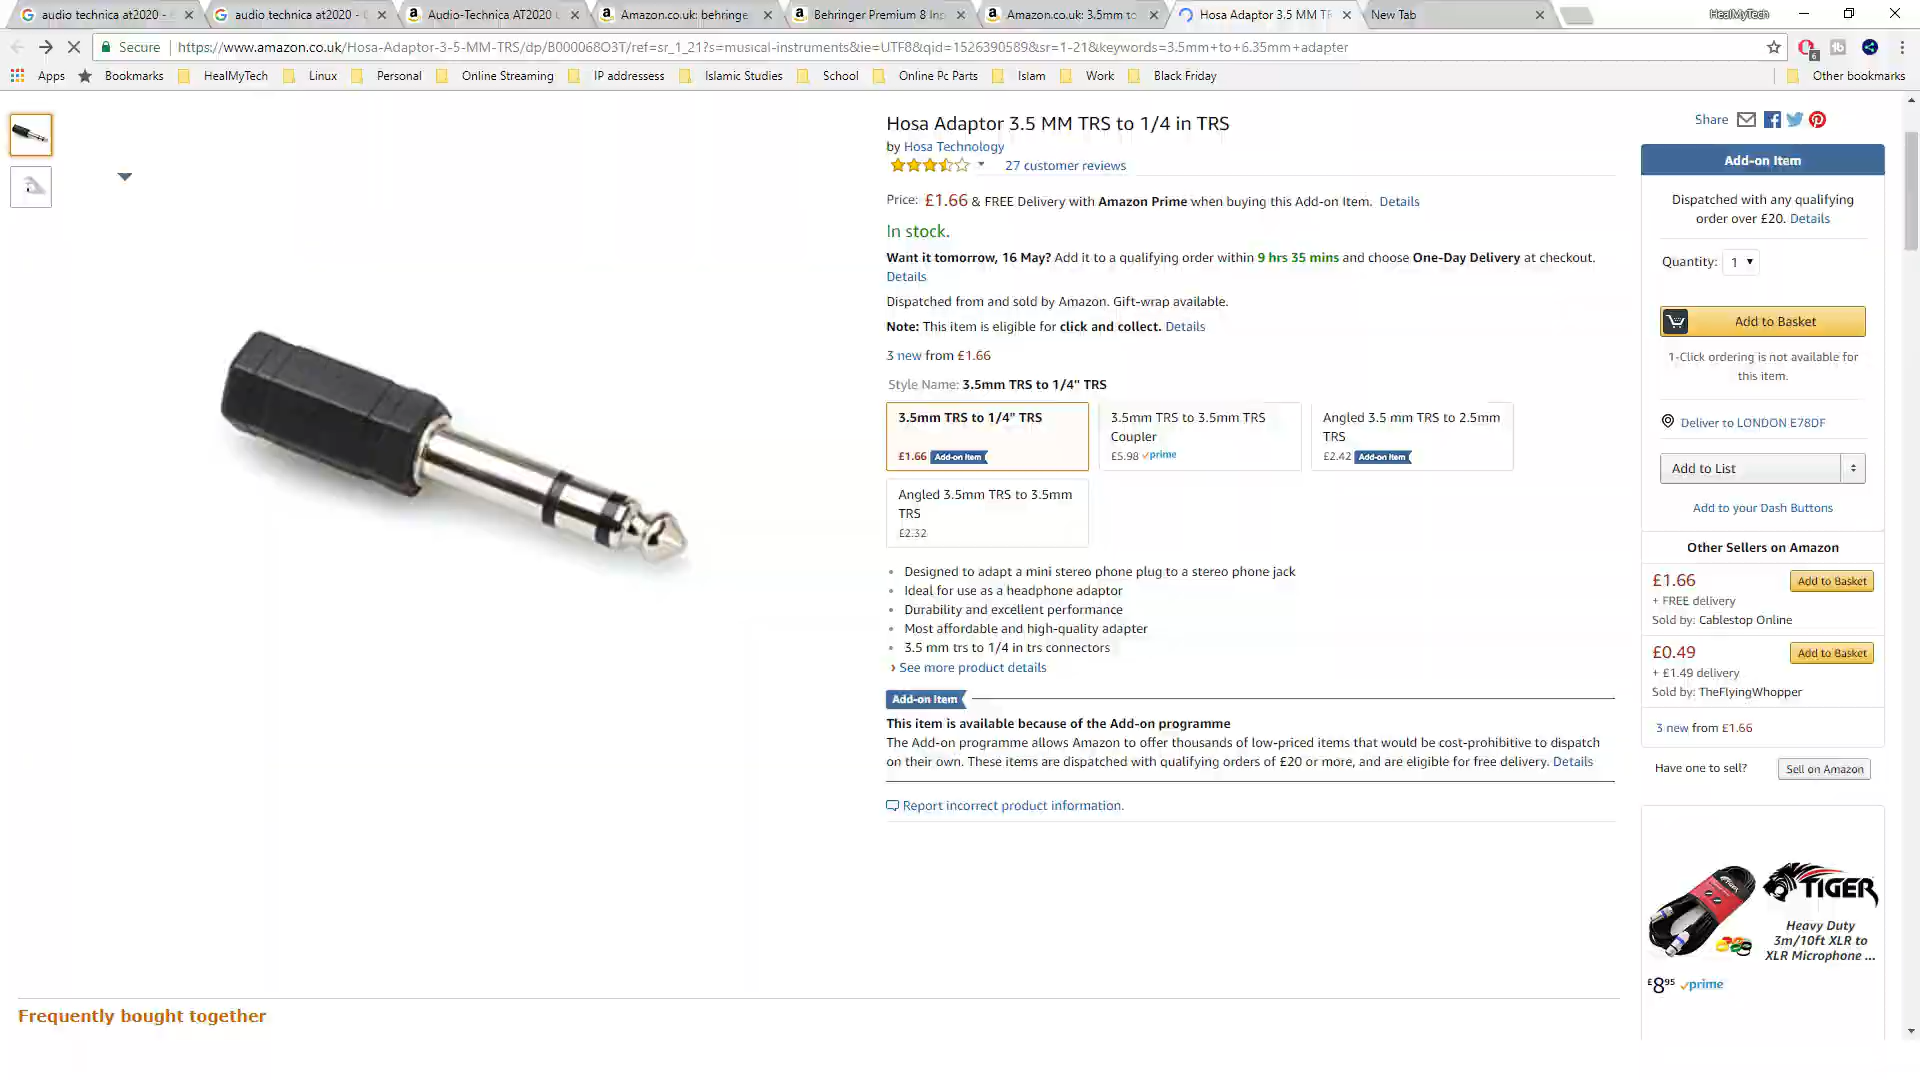 audio technica at2020 -
audio technica at2020 -
Audio-Technica AT2020 U
Amazon.co.uk: behringe
Behringer Premium 8 Inp
Amazon.co.uk: 3.5mm to
Hosa Adaptor 3.5 MM TR
New Tab
HealMyTech
Secure
https://www.amazon.co.uk/Hosa-Adaptor-3-5-MM-TRS/dp/B000068O3T/ref=sr_1_21?s=musical-instruments&ie=UTF8&qid=1526390589&sr=1-21&keywords=3.5mm+to+6.35mm+adapter
Apps
Bookmarks
HealMyTech
Linux
Personal
Online Streaming
IP addressess
Islamic Studies
School
Online Pc Parts
Islam
Work
Black Friday
Other bookmarks
Hosa Adaptor 3.5 MM TRS to 1/4 in TRS
by Hosa Technology
27 customer reviews
Price: £1.66 & FREE Delivery with Amazon Prime when buying this Add-on Item. Details
In stock.
Want it tomorrow, 16 May? Add it to a qualifying order within 9 hrs 35 mins and choose One-Day Delivery at checkout.
Details
Dispatched from and sold by Amazon. Gift-wrap available.
Note: This item is eligible for click and collect. Details
3 new from £1.66
Style Name: 3.5mm TRS to 1/4" TRS
3.5mm TRS to 1/4" TRS
£1.66 Add-on Item
3.5mm TRS to 3.5mm TRS
Coupler
£5.98 prime
Angled 3.5 mm TRS to 2.5mm
TRS
£2.42 Add-on Item
Angled 3.5mm TRS to 3.5mm
TRS
£2.32
Designed to adapt a mini stereo phone plug to a stereo phone jack
Ideal for use as a headphone adaptor
Durability and excellent performance
Most affordable and high-quality adapter
3.5 mm trs to 1/4 in trs connectors
› See more product details
Add-on Item
This item is available because of the Add-on programme
The Add-on programme allows Amazon to offer thousands of low-priced items that would be cost-prohibitive to dispatch
on their own. These items are dispatched with qualifying orders of £20 or more, and are eligible for free delivery. Details
Report incorrect product information.
Frequently bought together
Share
Add-on Item
Dispatched with any qualifying
order over £20. Details
Quantity: 1
Add to Basket
1-Click ordering is not available for
this item.
Deliver to LONDON E78DF
Add to List
Add to your Dash Buttons
Other Sellers on Amazon
£1.66
Add to Basket
+ FREE delivery
Sold by: Cablestop Online
£0.49
Add to Basket
+ £1.49 delivery
Sold by: TheFlyingWhopper
3 new from £1.66
Have one to sell?
Sell on Amazon
TIGER
Heavy Duty
3m/10ft XLR to
XLR Microphone ...
£8.95 prime